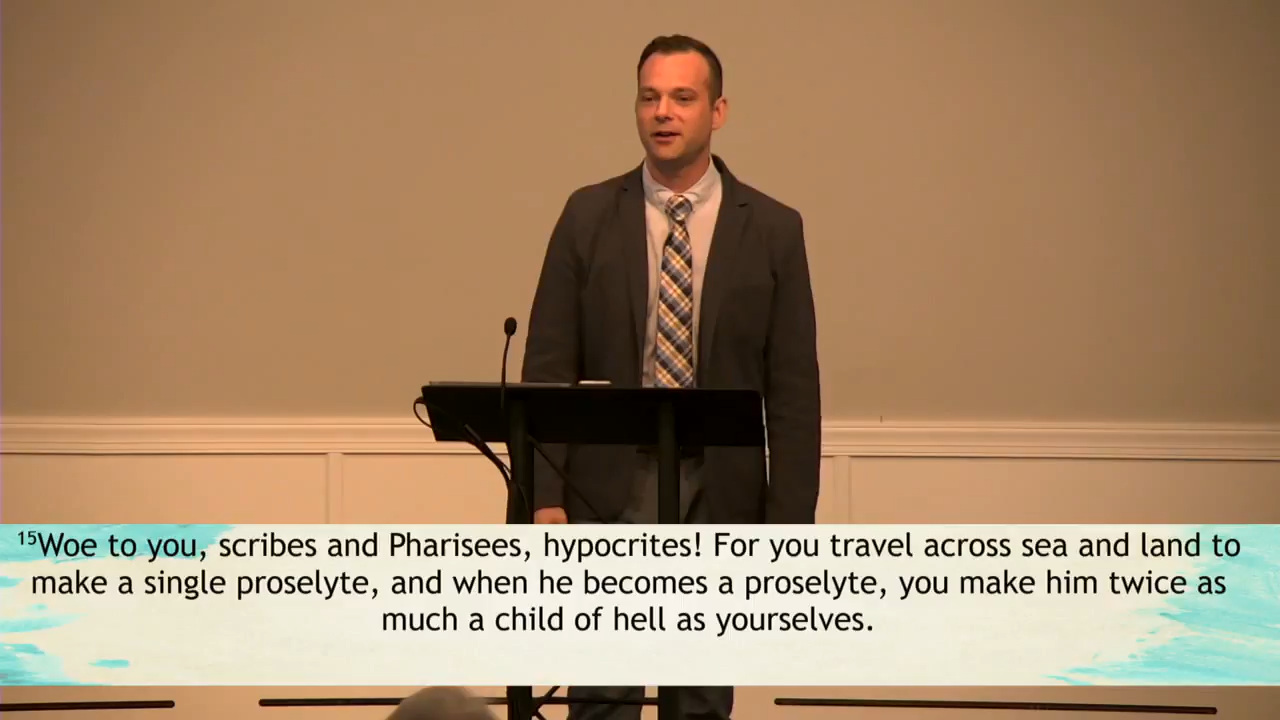 15Woe to you, scribes and Pharisees, hypocrites! For you travel across sea and land to
make a single proselyte, and when he becomes a proselyte, you make him twice as
much a child of hell as yourselves.